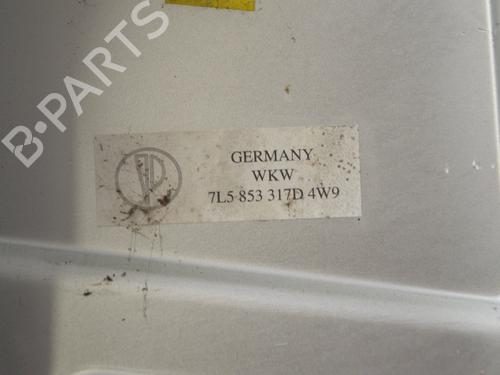 B-PARTS
GERMANY
WKW
7L5 853 317D 4W9